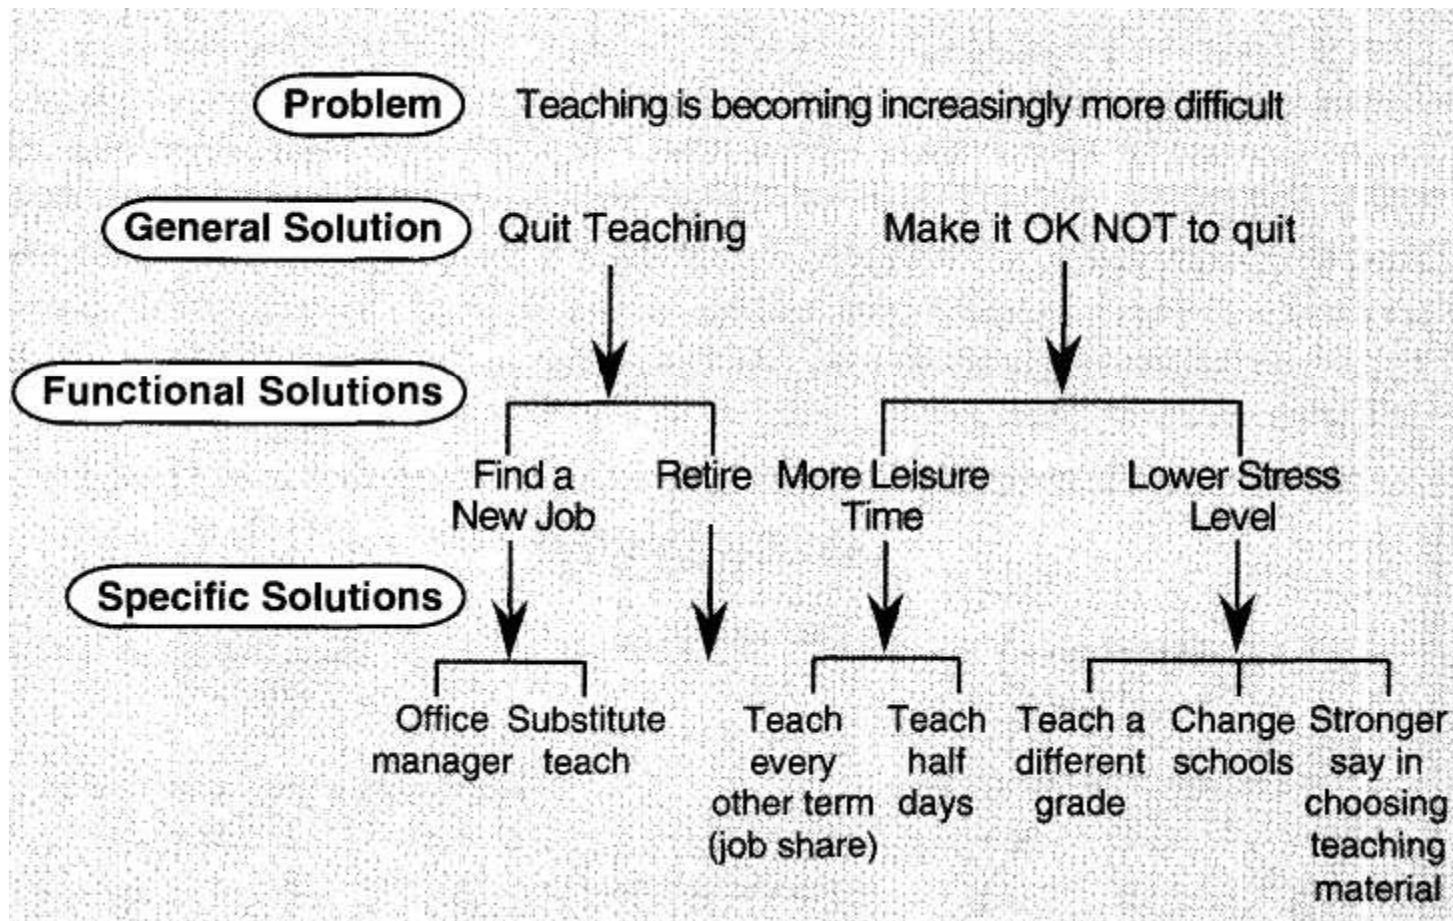 Problem Teaching is becoming increasingly more difficult
General Solution Quit Teaching Make it OK NOT to quit
Functional Solutions
Find a Retire More Leisure Lower Stress
New Job Time Level
Specific Solutions
Office Substitute Teach Teach Teach a Change Stronger
manager teach every half different schools say in
other term days grade choosing
(job share) teaching
material